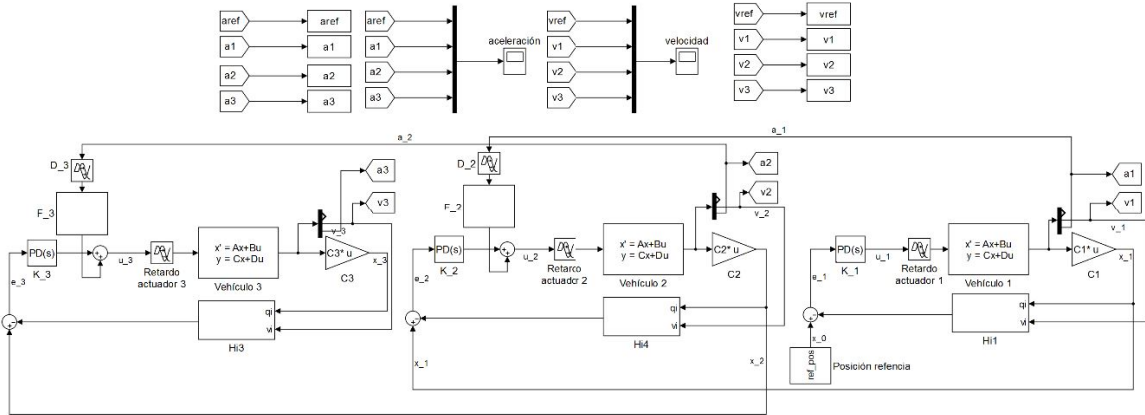 aref aref aref vref vref vref
aceleración velocidad
a1 a1 a1 v1 v1 v1
a2 a2 a2 v2 v2 v2
a3 a3 a3 v3 v3 v3
a_2 a_1
D_3 a3 D_2 a2 a1
F_3 v3 F_2 v2 v1
v_3 v_2 v_1
PD(s) x' = Ax+Bu C3* u PD(s) x' = Ax+Bu C2* u PD(s) x' = Ax+Bu C1* u
y = Cx+Du y = Cx+Du y = Cx+Du
K_3 u_3 x_3 K_2 u_2 K_1 u_1 x_1
e_3 Retardo C3 e_2 Retardo C2 e_1 Retardo C1
actuador 3 Vehículo 3 actuador 2 Vehículo 2 actuador 1 Vehículo 1
qi qi qi
vi vi vi
Hi3 Hi4 Hi1
x_1 x_2 x_0
ref_pos Posición refencia